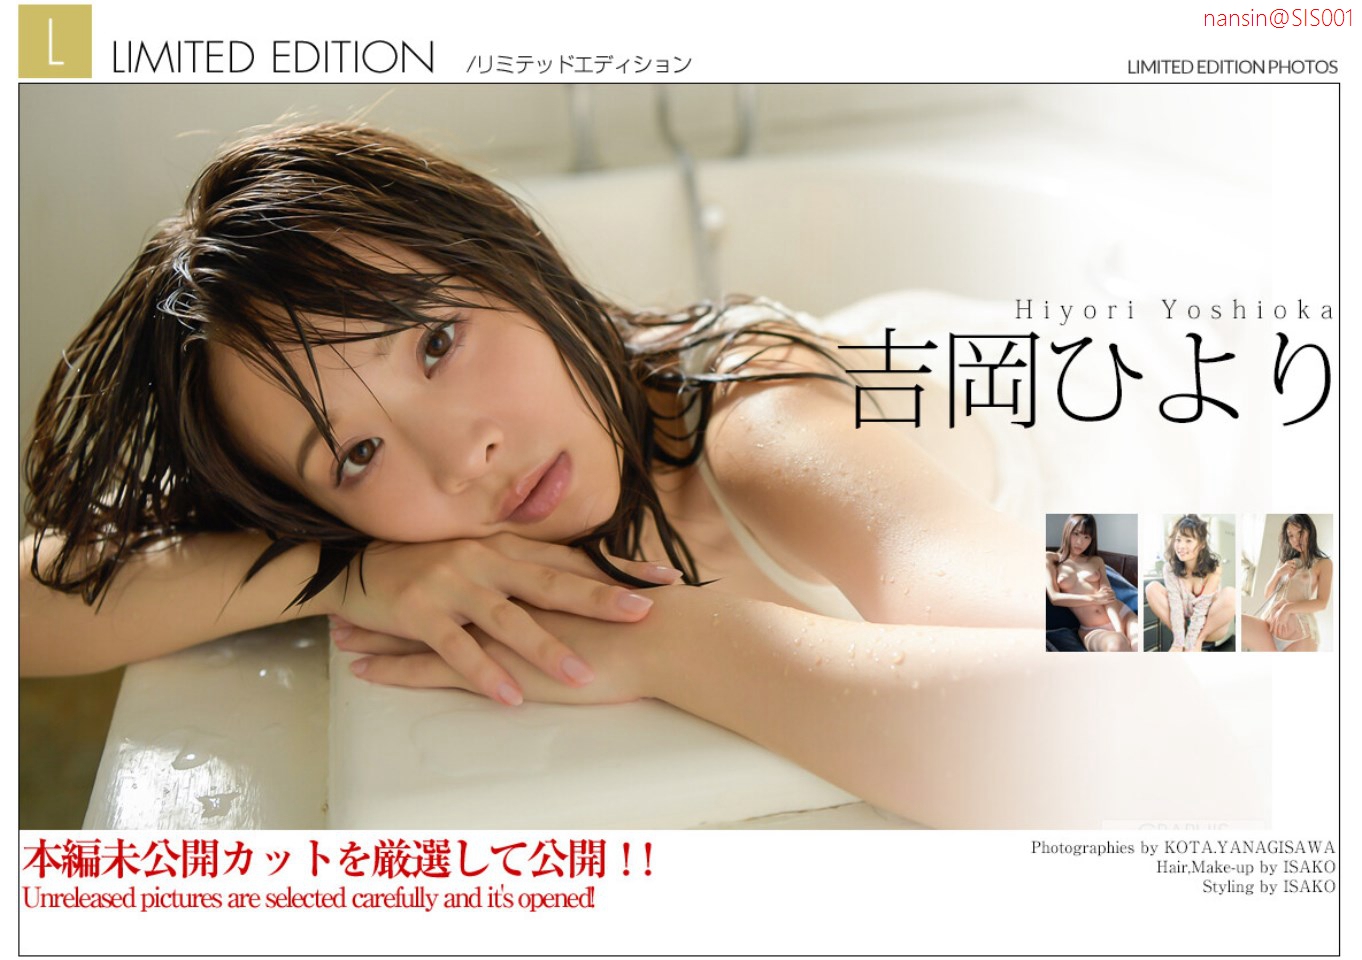 nansin@SIS001
L
LIMITED EDITION /リミテッドエディション
LIMITED EDITION PHOTOS
Hiyori Yoshioka
吉岡ひより
本編未公開カットを厳選して公開！！
Unreleased pictures are selected carefully and it's opened!
Photographies by KOTA.YANAGISAWA
Hair,Make-up by ISAKO
Styling by ISAKO